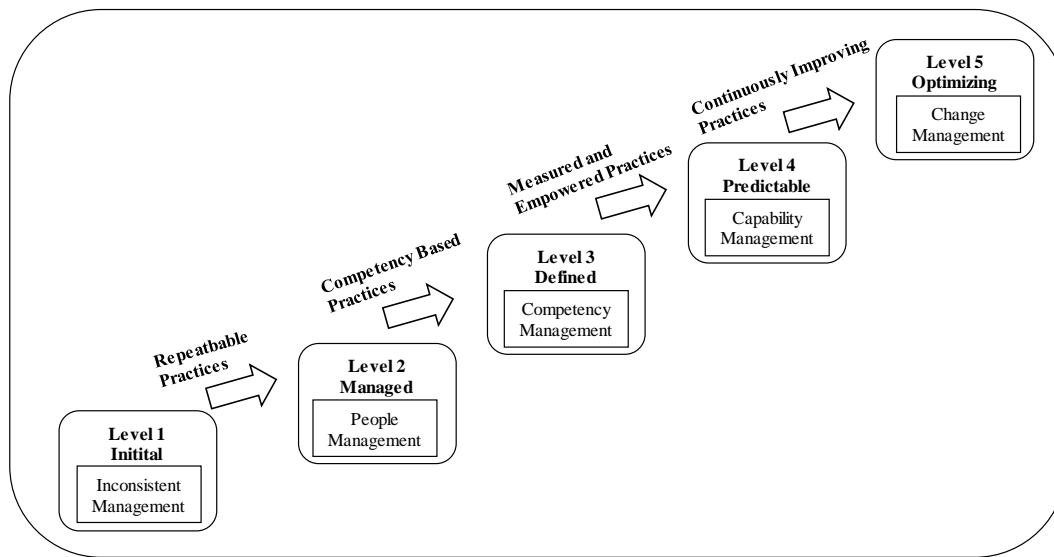 Level 1
Initital
Inconsistent
Management
Repeatbable
Practices
Level 2
Managed
People
Management
Competency Based
Practices
Level 3
Defined
Competency
Management
Measured and
Empowered Practices
Level 4
Predictable
Capability
Management
Continuously Improving
Practices
Level 5
Optimizing
Change
Management